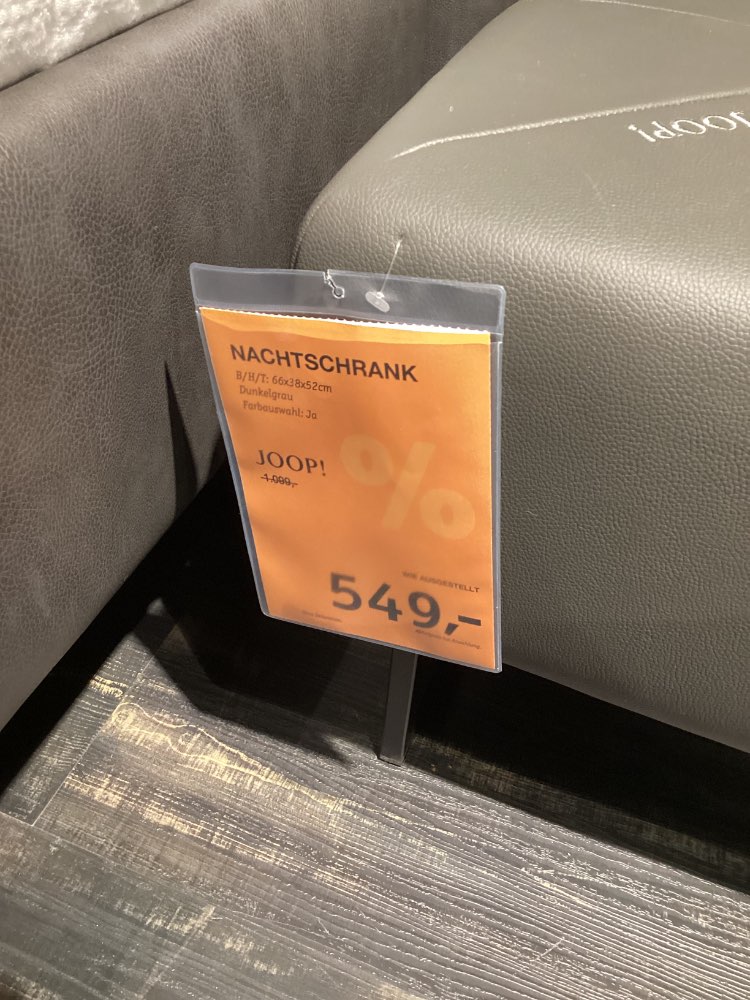 JOOP!
NACHTSCHRANK
B/H/T: 66x38x52cm
Dunkelgrau
Farbauswahl: Ja
JOOP!
1.099,-
%
WIE AUSGESTELLT
549,-